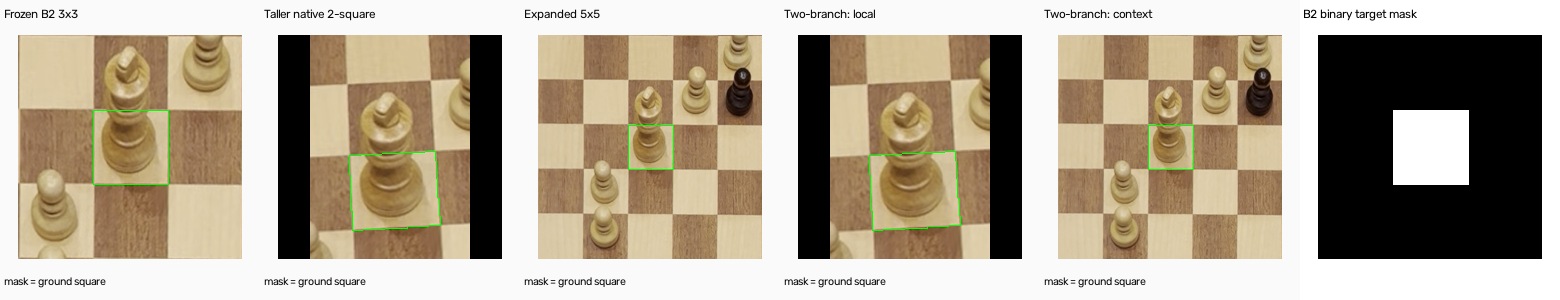 Frozen B2 3x3
Taller native 2-square
Expanded 5x5
Two-branch: local
Two-branch: context
B2 binary target mask
mask = ground square
mask = ground square
mask = ground square
mask = ground square
mask = ground square